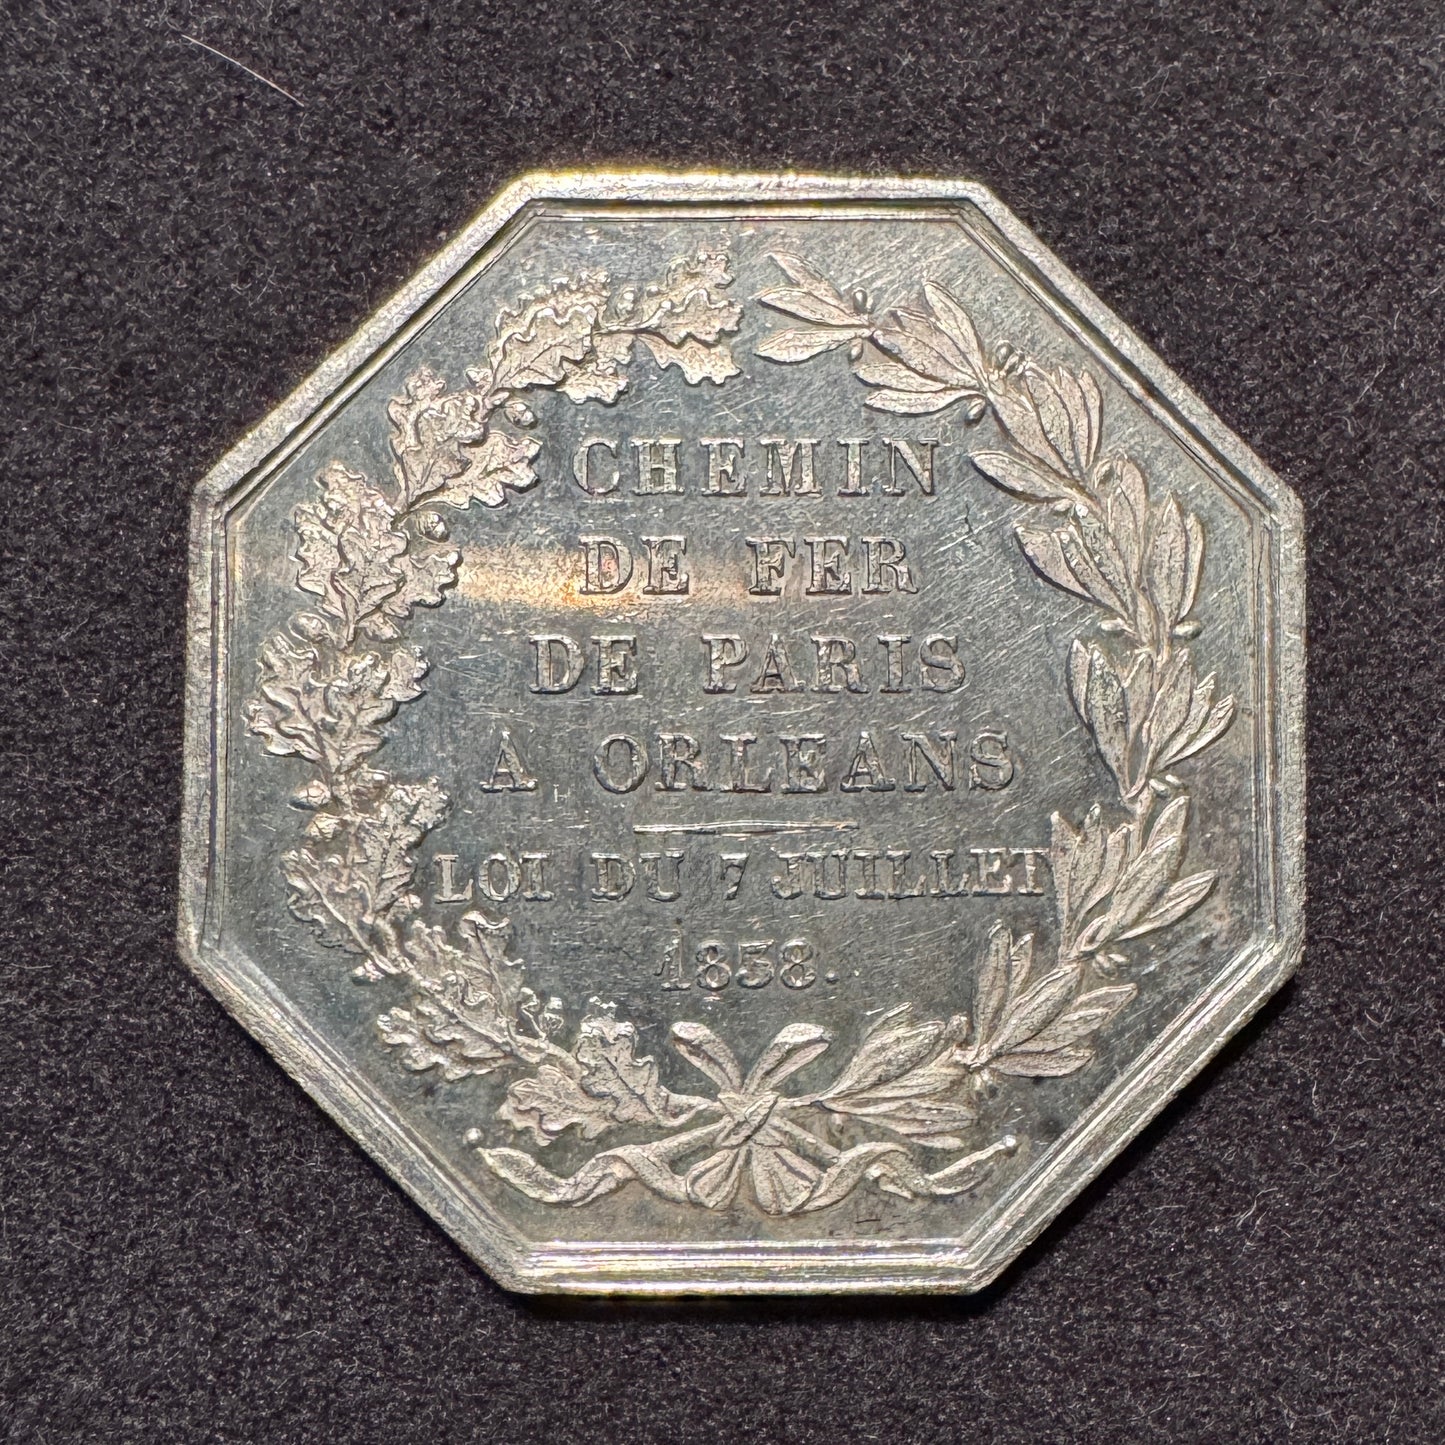 CHEMIN
DE FER
DE PARIS
A ORLEANS
LOI DU 7 JUILLET
1838.